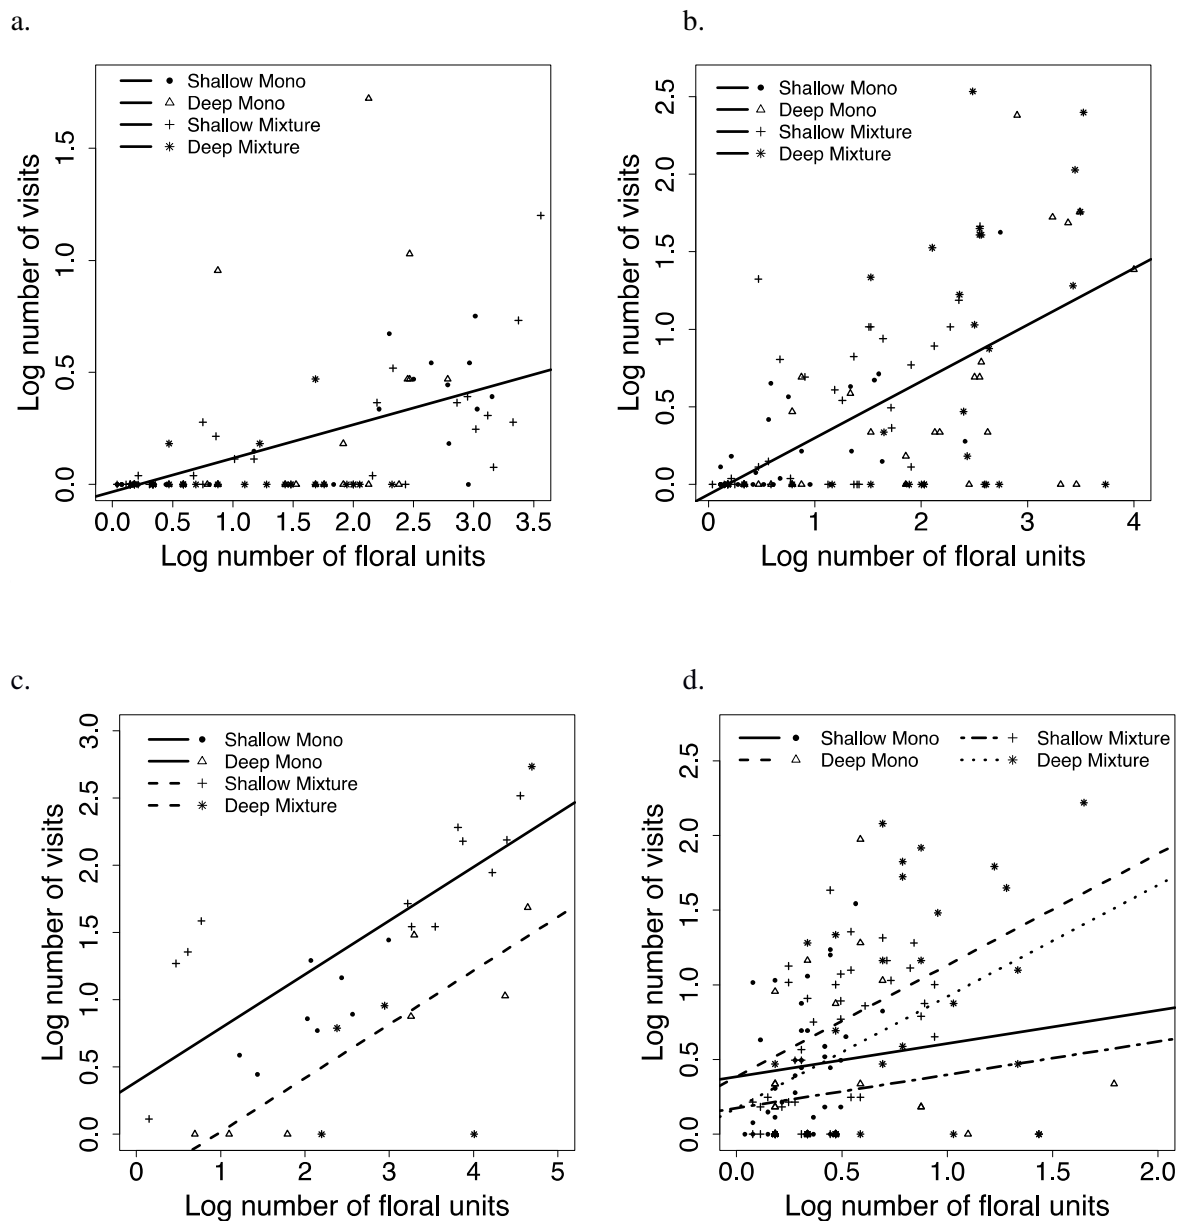 a.
Shallow Mono
Deep Mono
Shallow Mixture
Deep Mixture
Log number of visits
0.0 0.5 1.0 1.5
0.0 0.5 1.0 1.5 2.0 2.5 3.0 3.5
Log number of floral units
b.
Shallow Mono
Deep Mono
Shallow Mixture
Deep Mixture
Log number of visits
0.0 0.5 1.0 1.5 2.0 2.5
0 1 2 3 4
Log number of floral units
c.
Shallow Mono
Deep Mono
Shallow Mixture
Deep Mixture
Log number of visits
0.0 0.5 1.0 1.5 2.0 2.5 3.0
0 1 2 3 4 5
Log number of floral units
d.
Shallow Mono Shallow Mixture
Deep Mono Deep Mixture
Log number of visits
0.0 0.5 1.0 1.5 2.0 2.5
0.0 0.5 1.0 1.5 2.0
Log number of floral units